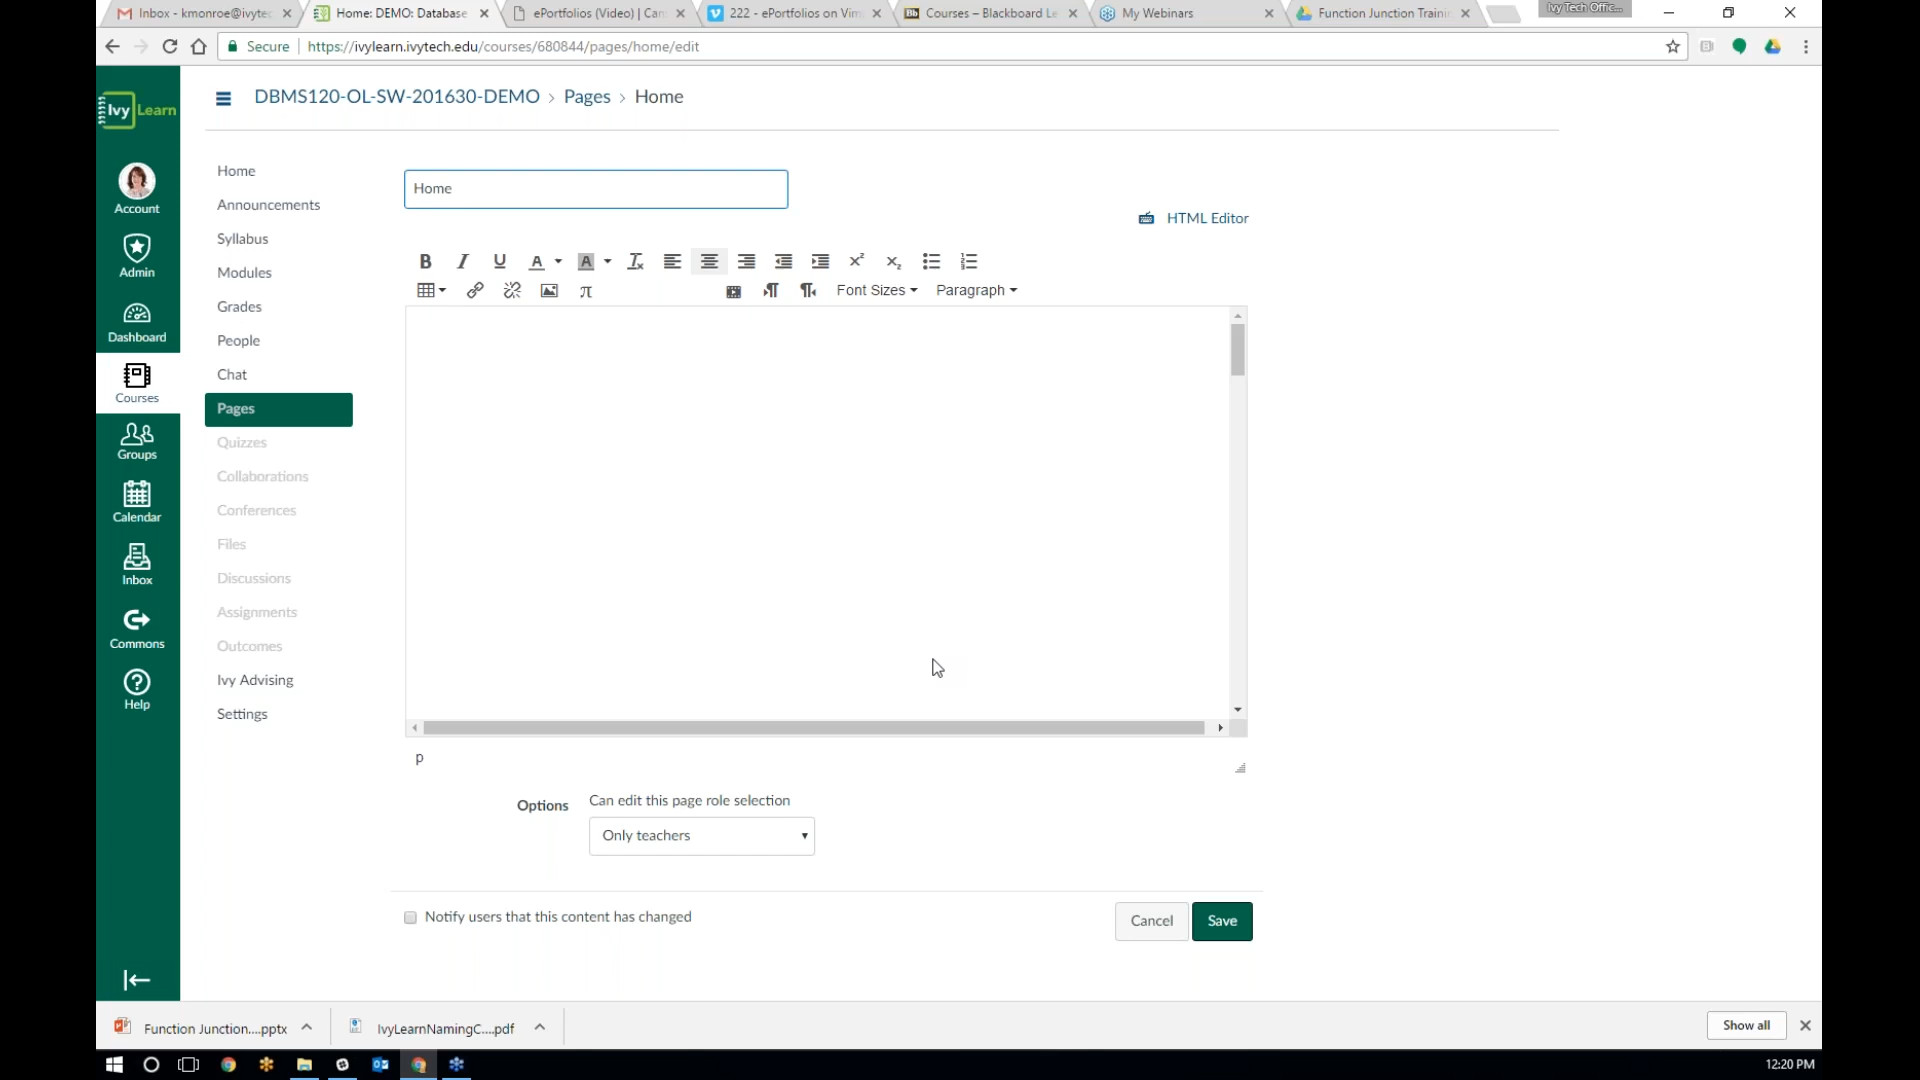 Inbox - kmonroe@ivytec
Home: DEMO: Database
ePortfolios (Video) | Can
222 - ePortfolios on Vim
Courses – Blackboard Le
My Webinars
Function Junction Trainin
Ivy Tech Offic...
Secure
https://ivylearn.ivytech.edu/courses/680844/pages/home/edit
Ivy Learn
DBMS120-OL-SW-201630-DEMO > Pages > Home
Account
Admin
Dashboard
Courses
Groups
Calendar
Inbox
Commons
Help
Home
Announcements
Syllabus
Modules
Grades
People
Chat
Pages
Quizzes
Collaborations
Conferences
Files
Discussions
Assignments
Outcomes
Ivy Advising
Settings
Home
HTML Editor
Font Sizes
Paragraph
p
Options
Can edit this page role selection
Only teachers
Notify users that this content has changed
Cancel
Save
Function Junction....pptx
IvyLearnNamingC....pdf
Show all
12:20 PM